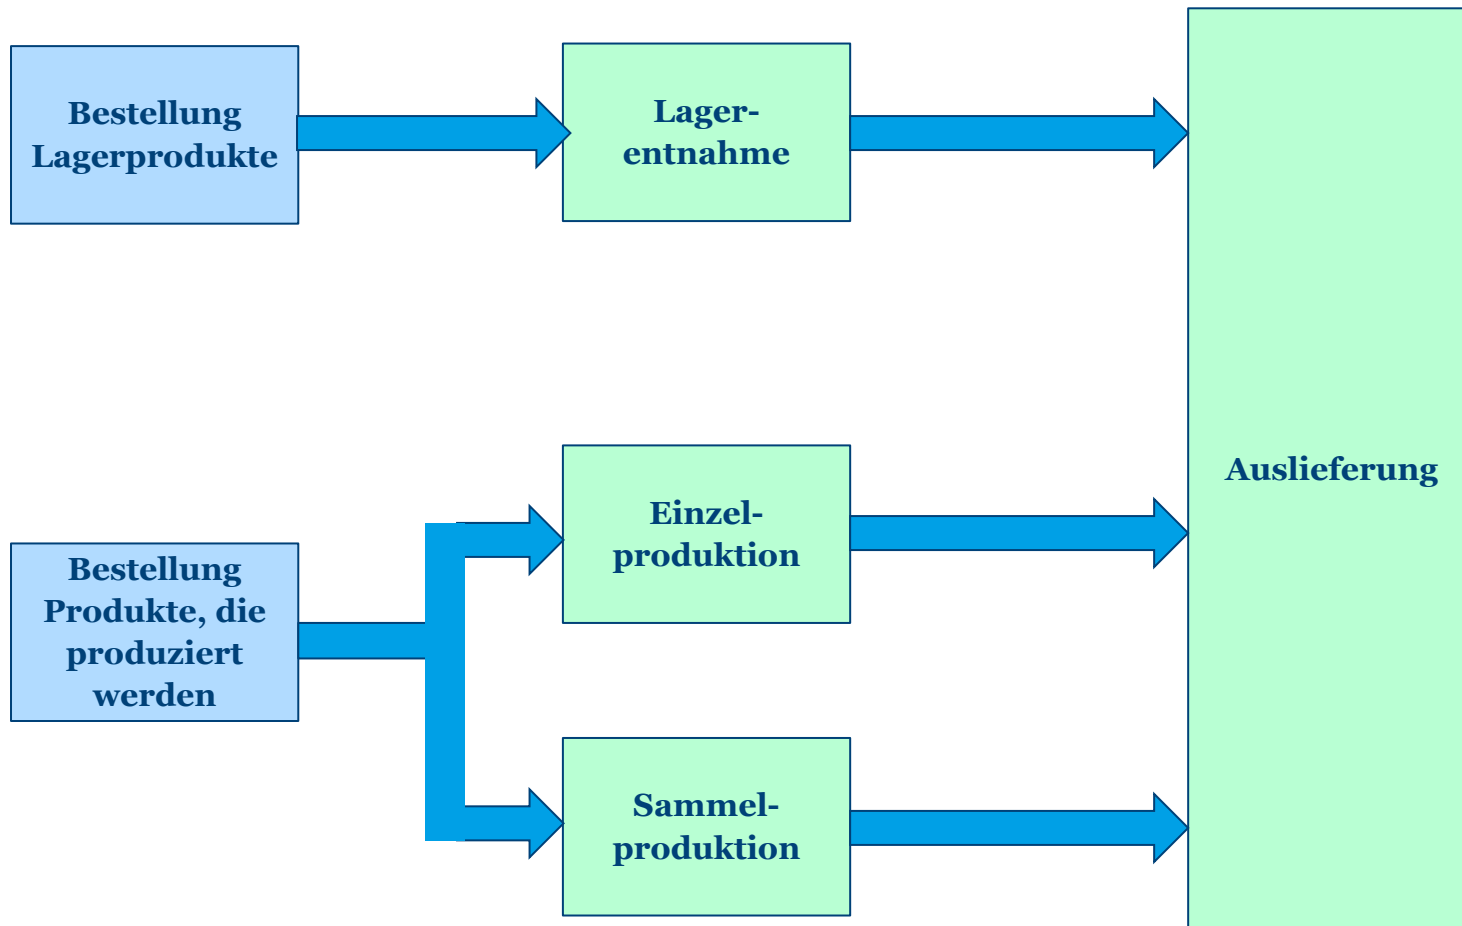 Bestellung
Lagerprodukte
Lager-
entnahme
Bestellung
Produkte, die
produziert
werden
Einzel-
produktion
Sammel-
produktion
Auslieferung